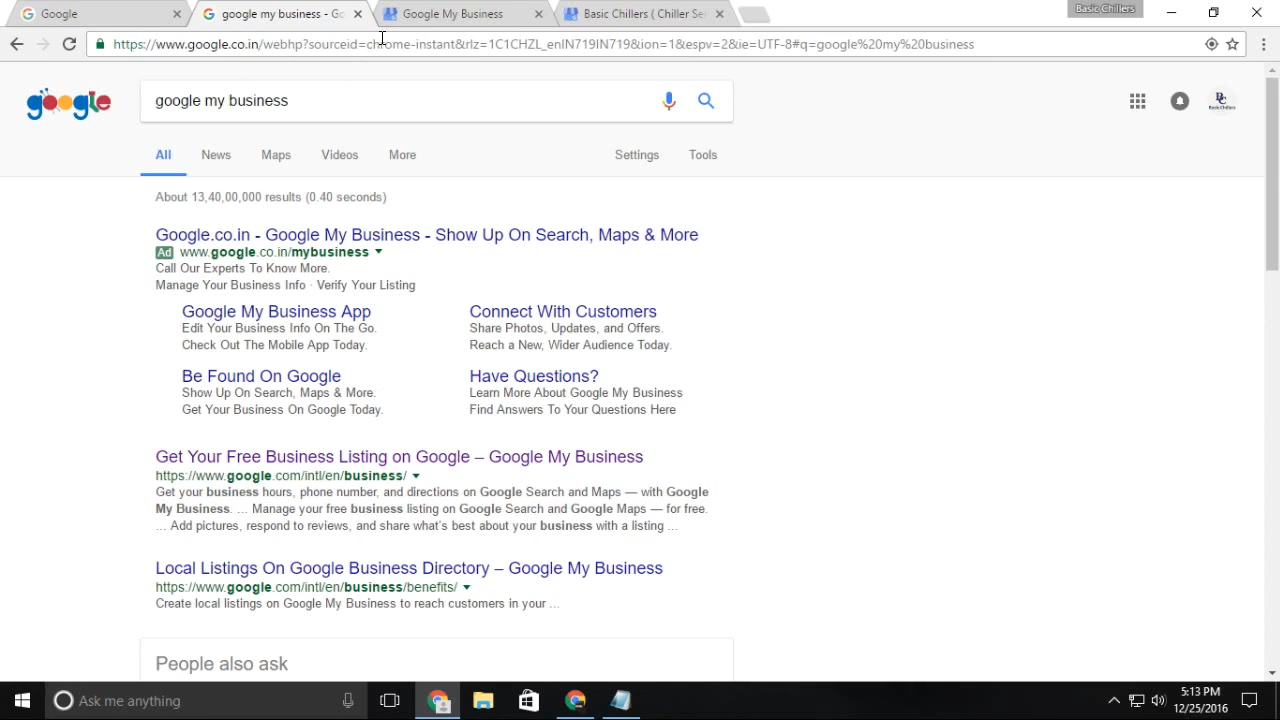 Google
google my business - Go
Google My Business
Basic Chillers ( Chiller Se
Basic Chillers
https://www.google.co.in/webhp?sourceid=chrome-instant&rlz=1C1CHZL_enIN719IN719&ion=1&espv=2&ie=UTF-8#q=google%20my%20business
google
google my business
BC
Basic Chillers
All News Maps Videos More Settings Tools
About 13,40,00,000 results (0.40 seconds)
Google.co.in - Google My Business - Show Up On Search, Maps & More
Ad www.google.co.in/mybusiness
Call Our Experts To Know More.
Manage Your Business Info · Verify Your Listing
Google My Business App
Edit Your Business Info On The Go.
Check Out The Mobile App Today.
Connect With Customers
Share Photos, Updates, and Offers.
Reach a New, Wider Audience Today.
Be Found On Google
Show Up On Search, Maps & More.
Get Your Business On Google Today.
Have Questions?
Learn More About Google My Business
Find Answers To Your Questions Here
Get Your Free Business Listing on Google – Google My Business
https://www.google.com/intl/en/business/
Get your business hours, phone number, and directions on Google Search and Maps — with Google
My Business. ... Manage your free business listing on Google Search and Google Maps — for free.
... Add pictures, respond to reviews, and share what's best about your business with a listing ...
Local Listings On Google Business Directory – Google My Business
https://www.google.com/intl/en/business/benefits/
Create local listings on Google My Business to reach customers in your ...
People also ask
Ask me anything
5:13 PM
12/25/2016